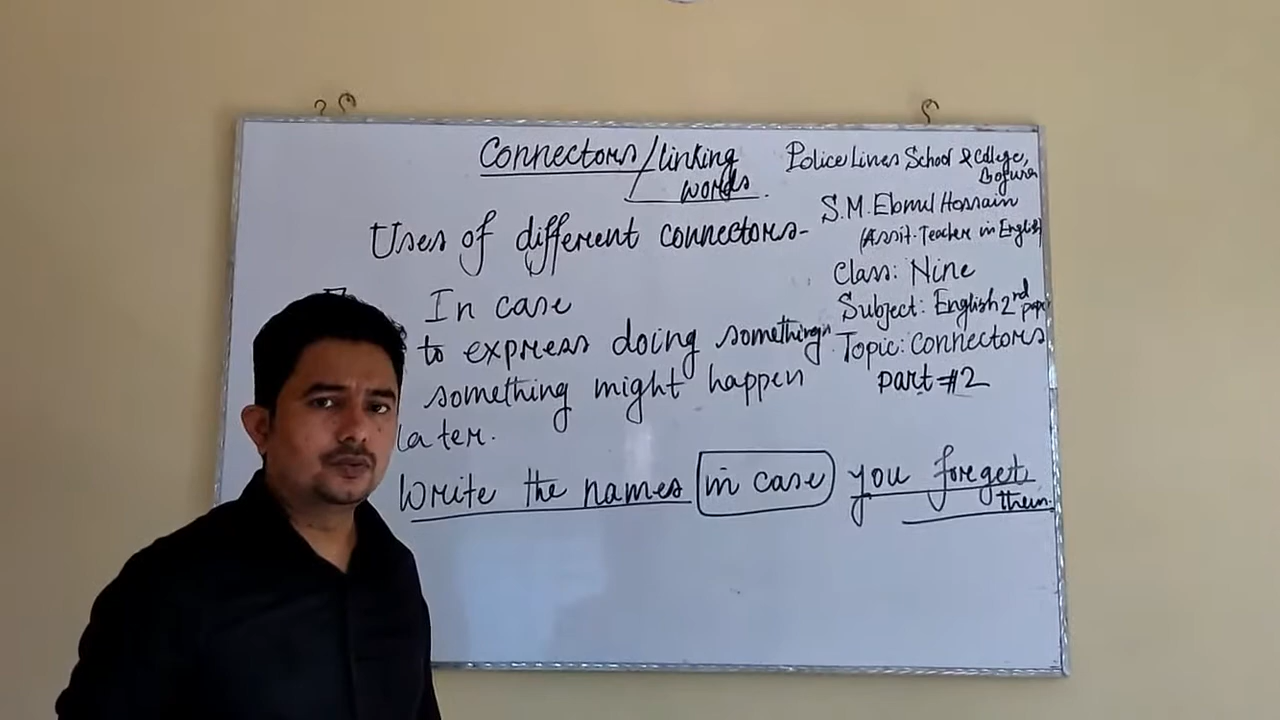 Connectors/linking
words.
Uses of different connectors-
In case
to express doing something
something might happen
later.
Write the names in case you forget
them.
Police Lines School & College,
Bogura
S.M. Ebnul Hossain
(Assit. Teacher in English)
Class: Nine
Subject: English 2nd paper
Topic: Connectors
part #2